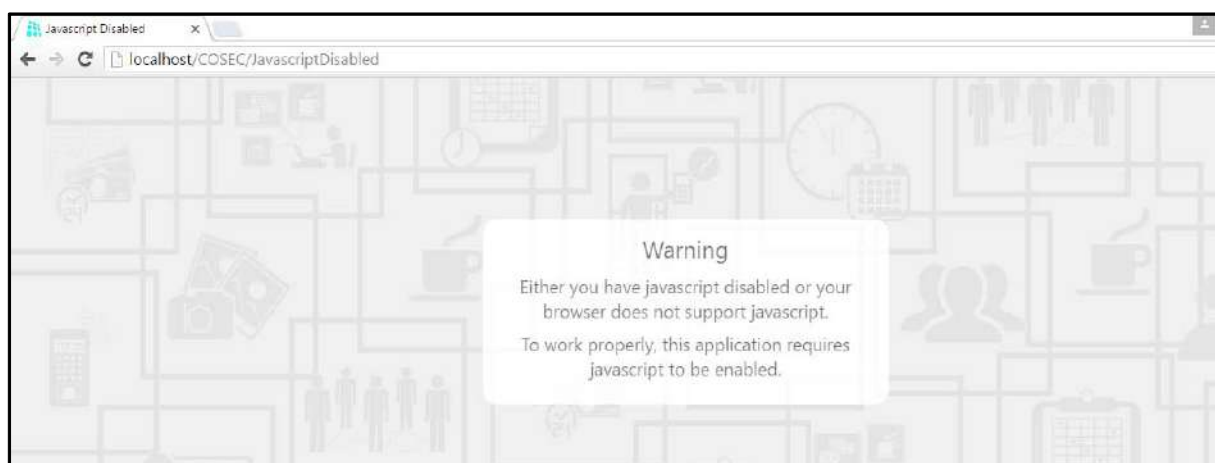 Javascript Disabled
localhost/COSEC/JavascriptDisabled
Warning
Either you have javascript disabled or your
browser does not support javascript.
To work properly, this application requires
javascript to be enabled.